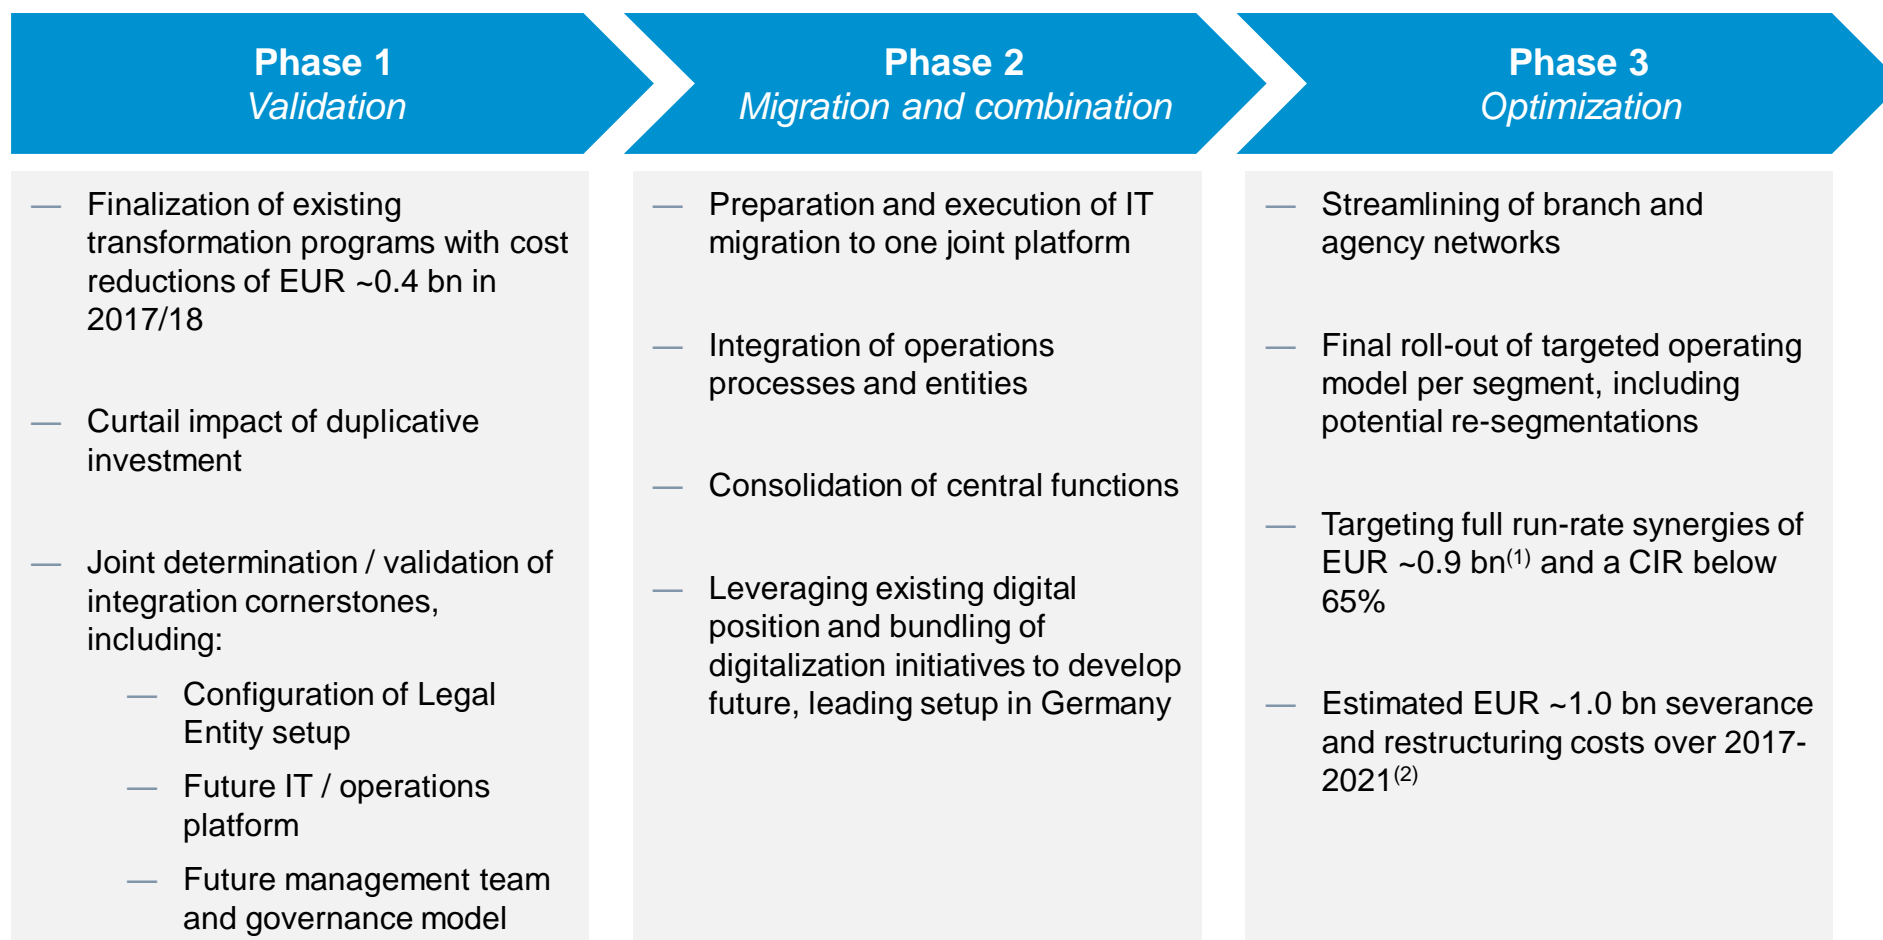 Phase 1
Validation
— Finalization of existing
transformation programs with cost
reductions of EUR ~0.4 bn in
2017/18
— Curtail impact of duplicative
investment
— Joint determination / validation of
integration cornerstones,
including:
— Configuration of Legal
Entity setup
— Future IT / operations
platform
— Future management team
and governance model
Phase 2
Migration and combination
— Preparation and execution of IT
migration to one joint platform
— Integration of operations
processes and entities
— Consolidation of central functions
— Leveraging existing digital
position and bundling of
digitalization initiatives to develop
future, leading setup in Germany
Phase 3
Optimization
— Streamlining of branch and
agency networks
— Final roll-out of targeted operating
model per segment, including
potential re-segmentations
— Targeting full run-rate synergies of
EUR ~0.9 bn(1) and a CIR below
65%
— Estimated EUR ~1.0 bn severance
and restructuring costs over 2017-
2021(2)